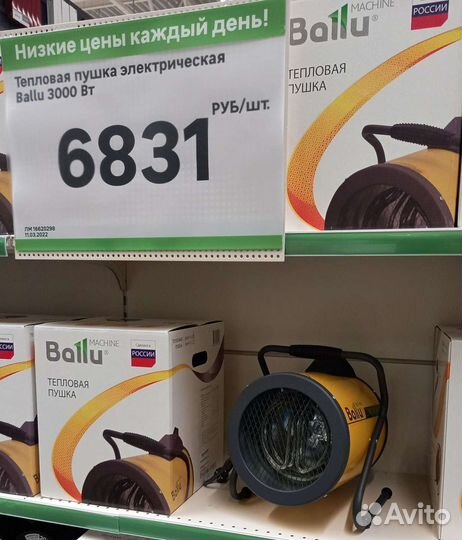 Низкие цены каждый день!
Тепловая пушка электрическая
Ballu 3000 Вт
6831
РУБ/шт.
ЛМ 16620298
11.03.2022
Ballu MACHINE
РОССИИ
ТЕПЛОВАЯ
ПУШКА
Ballu MACHINE
РОССИИ
ТЕПЛОВАЯ
ПУШКА
РОССИИ
Ballu
Avito